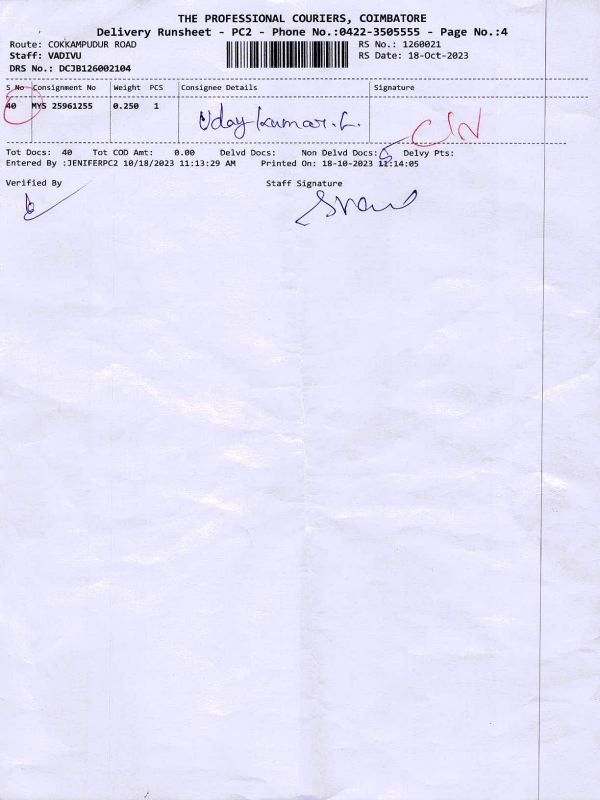 THE PROFESSIONAL COURIERS, COIMBATORE
Delivery Runsheet - PC2 - Phone No.:0422-3505555 - Page No.:4
Route: COKKAMPUDUR ROAD RS No.: 1260021
Staff: VADIVU RS Date: 18-Oct-2023
DRS No.: DCJB126002104
S No Consignment No Weight PCS Consignee Details Signature
40 MYS 25961255 0.250 1 Uday kumar. L.
Tot Docs: 40 Tot COD Amt: 0.00 Delvd Docs: Non Delvd Docs: Delvy Pts:
Entered By :JENIFERPC2 10/18/2023 11:13:29 AM Printed On: 18-10-2023 11:14:05
Verified By Staff Signature